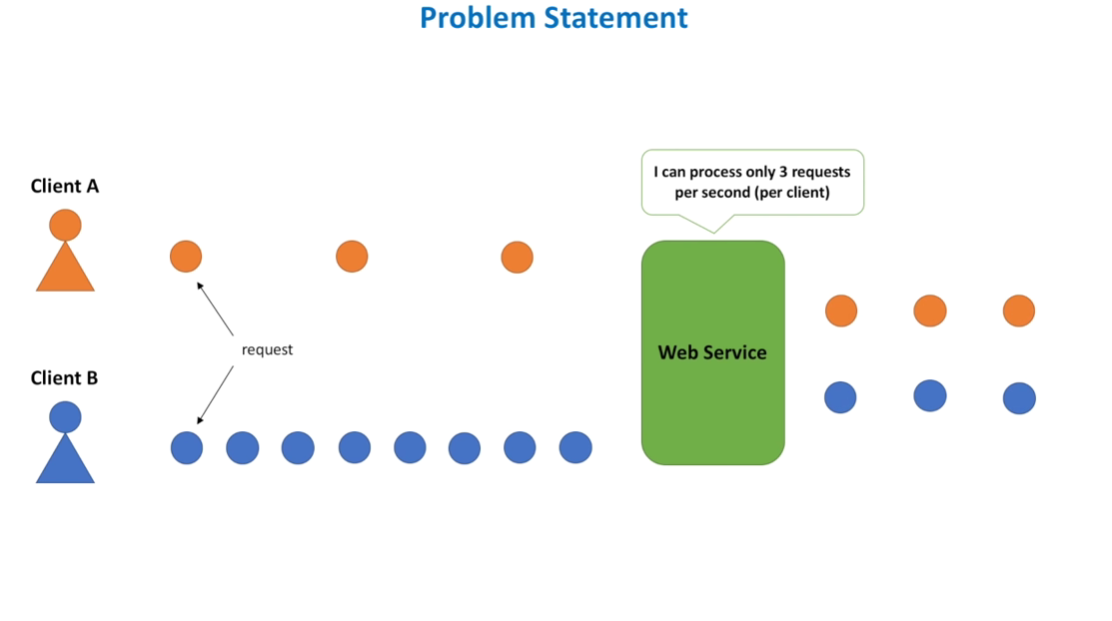 Problem Statement
Client A
I can process only 3 requests
per second (per client)
request
Web Service
Client B